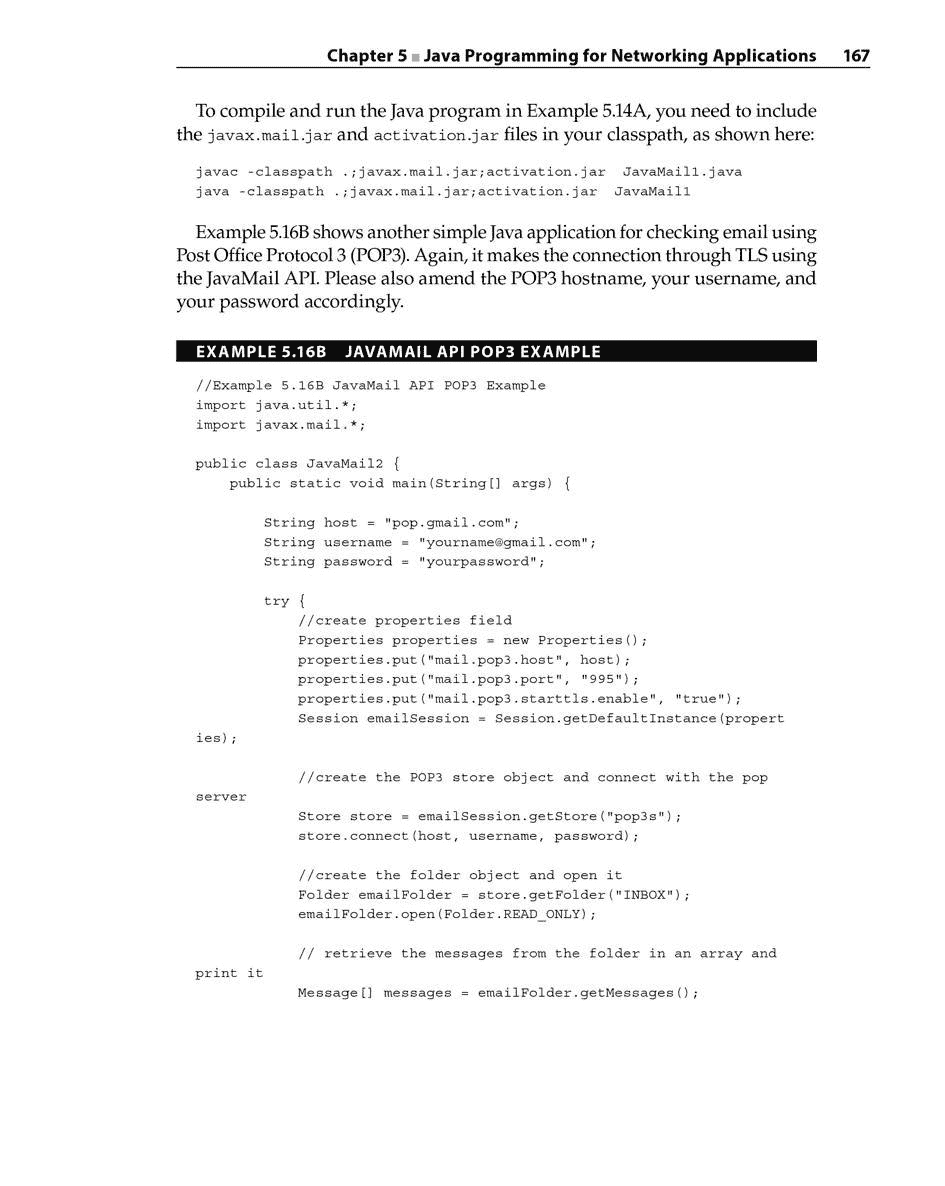 Chapter 5 ■ Java Programming for Networking Applications 167
To compile and run the Java program in Example 5.14A, you need to include
the javax.mail.jar and activation.jar files in your classpath, as shown here:
javac -classpath .;javax.mail.jar;activation.jar  JavaMail1.java
java -classpath .;javax.mail.jar;activation.jar  JavaMail1
Example 5.16B shows another simple Java application for checking email using
Post Office Protocol 3 (POP3). Again, it makes the connection through TLS using
the JavaMail API. Please also amend the POP3 hostname, your username, and
your password accordingly.
EXAMPLE 5.16B JAVAMAIL API POP3 EXAMPLE
//Example 5.16B JavaMail API POP3 Example
import java.util.*;
import javax.mail.*;
public class JavaMail2 {
    public static void main(String[] args) {
        String host = "pop.gmail.com";
        String username = "yourname@gmail.com";
        String password = "yourpassword";
        try {
            //create properties field
            Properties properties = new Properties();
            properties.put("mail.pop3.host", host);
            properties.put("mail.pop3.port", "995");
            properties.put("mail.pop3.starttls.enable", "true");
            Session emailSession = Session.getDefaultInstance(propert
ies);
            //create the POP3 store object and connect with the pop
server
            Store store = emailSession.getStore("pop3s");
            store.connect(host, username, password);
            //create the folder object and open it
            Folder emailFolder = store.getFolder("INBOX");
            emailFolder.open(Folder.READ_ONLY);
            // retrieve the messages from the folder in an array and
print it
            Message[] messages = emailFolder.getMessages();